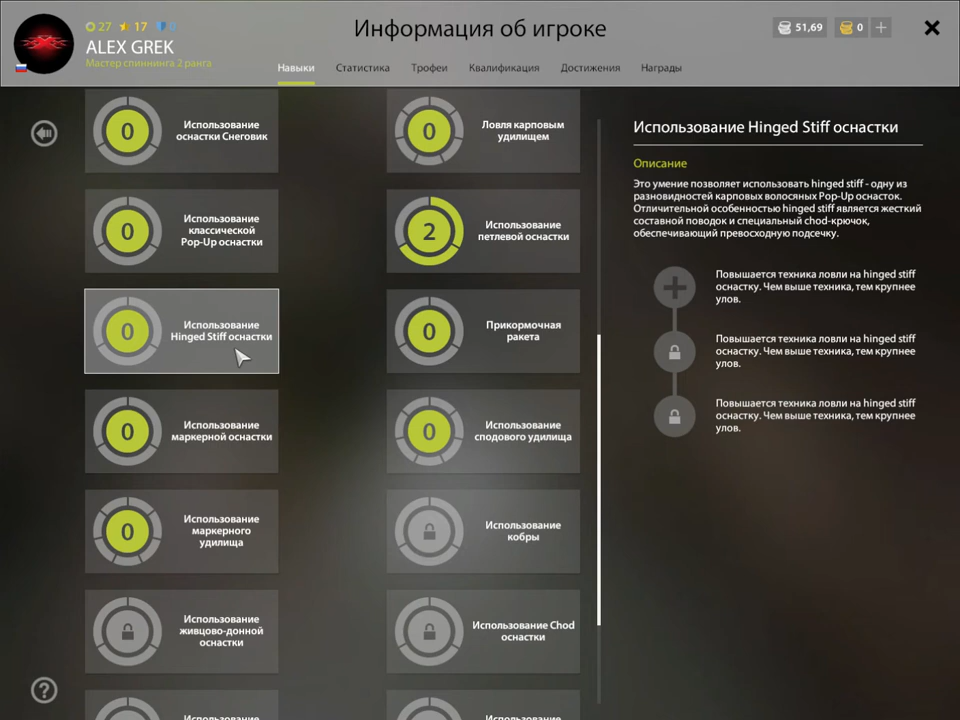 27 17 0
ALEX GREK
Мастер спиннинга 2 ранга
Информация об игроке
51,69 0 +
Навыки Статистика Трофеи Квалификация Достижения Награды
0
Использование
оснастки Снеговик
0
Ловля карповым
удилищем
0
Использование
классической
Pop-Up оснастки
2
Использование
петлевой оснастки
0
Использование
Hinged Stiff оснастки
0
Прикормочная
ракета
0
Использование
маркерной оснастки
0
Использование
сподового удилища
0
Использование
маркерного
удилища
Использование
кобры
Использование
живцово-донной
оснастки
Использование Chod
оснастки
Использование
Использование
Использование Hinged Stiff оснастки
Описание
Это умение позволяет использовать hinged stiff - одну из
разновидностей карповых волосяных Pop-Up оснасток.
Отличительной особенностью hinged stiff является жесткий
составной поводок и специальный chod-крючок,
обеспечивающий превосходную подсечку.
Повышается техника ловли на hinged stiff
оснастку. Чем выше техника, тем крупнее
улов.
Повышается техника ловли на hinged stiff
оснастку. Чем выше техника, тем крупнее
улов.
Повышается техника ловли на hinged stiff
оснастку. Чем выше техника, тем крупнее
улов.
?